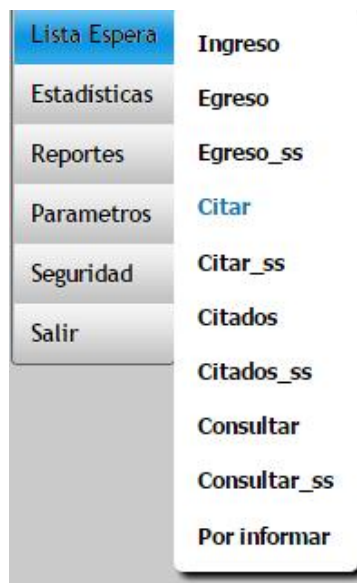 Lista Espera
Estadísticas
Reportes
Parametros
Seguridad
Salir
Ingreso
Egreso
Egreso_ss
Citar
Citar_ss
Citados
Citados_ss
Consultar
Consultar_ss
Por informar